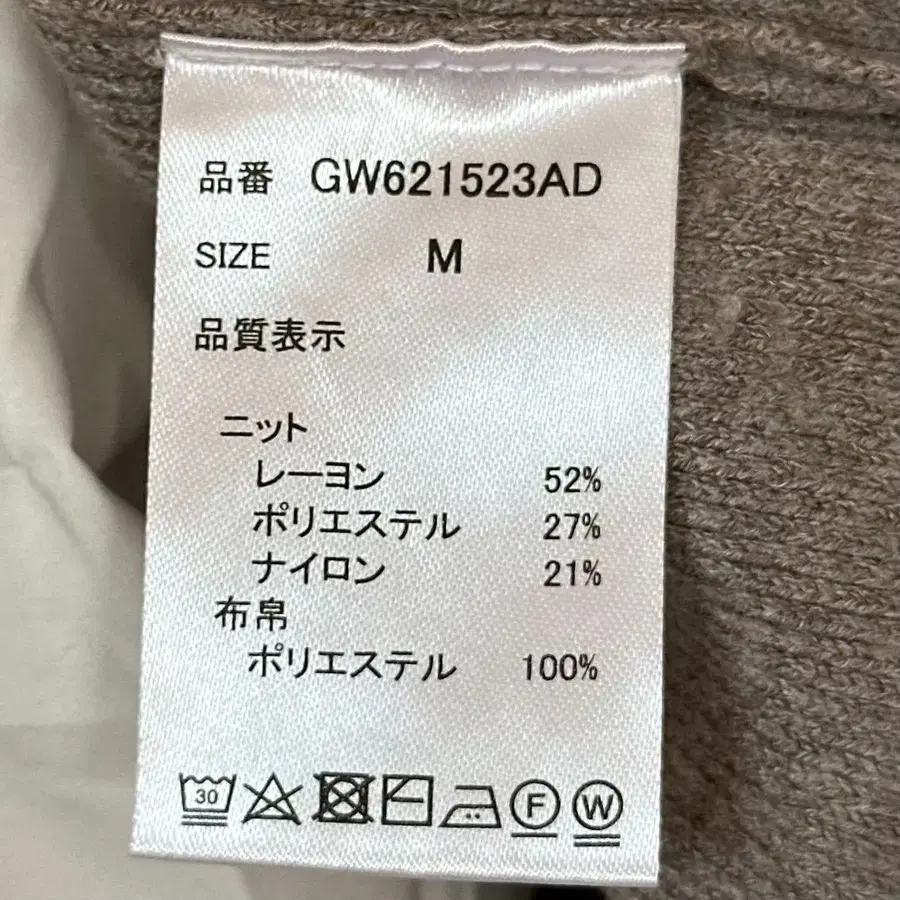 品番 GW621523AD
SIZE M
品質表示
ニット
レーヨン 52%
ポリエステル 27%
ナイロン 21%
布帛
ポリエステル 100%
30 F W